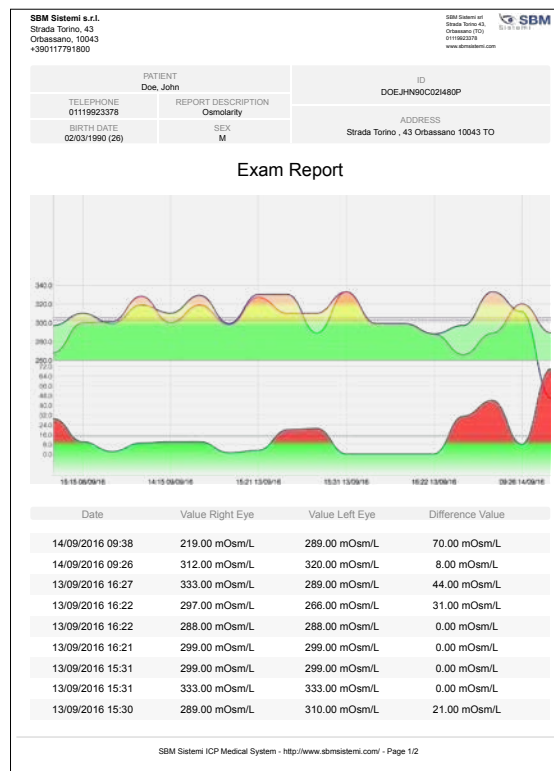 SBM Sistemi s.r.l.
Strada Torino, 43
Orbassano, 10043
+390117791800
SBM Sistemi srl
Strada Torino 43,
Orbassano (TO)
01119923378
www.sbmsistemi.com
SBM
Sistemi
PATIENT
Doe, John
ID
DOEJHN90C02I480P
TELEPHONE
01119923378
REPORT DESCRIPTION
Osmolarity
BIRTH DATE
02/03/1990 (26)
SEX
M
ADDRESS
Strada Torino , 43 Orbassano 10043 TO
Exam Report
340.0
320.0
300.0
280.0
260.0
72.0
64.0
56.0
48.0
40.0
32.0
24.0
16.0
8.0
0.0
15:15 08/09/16 14:15 09/09/16 15:21 13/09/16 15:31 13/09/16 16:22 13/09/16 09:26 14/09/16
Date Value Right Eye Value Left Eye Difference Value
14/09/2016 09:38 219.00 mOsm/L 289.00 mOsm/L 70.00 mOsm/L
14/09/2016 09:26 312.00 mOsm/L 320.00 mOsm/L 8.00 mOsm/L
13/09/2016 16:27 333.00 mOsm/L 289.00 mOsm/L 44.00 mOsm/L
13/09/2016 16:22 297.00 mOsm/L 266.00 mOsm/L 31.00 mOsm/L
13/09/2016 16:22 288.00 mOsm/L 288.00 mOsm/L 0.00 mOsm/L
13/09/2016 16:21 299.00 mOsm/L 299.00 mOsm/L 0.00 mOsm/L
13/09/2016 15:31 299.00 mOsm/L 299.00 mOsm/L 0.00 mOsm/L
13/09/2016 15:31 333.00 mOsm/L 333.00 mOsm/L 0.00 mOsm/L
13/09/2016 15:30 289.00 mOsm/L 310.00 mOsm/L 21.00 mOsm/L
SBM Sistemi ICP Medical System - http://www.sbmsistemi.com/ - Page 1/2